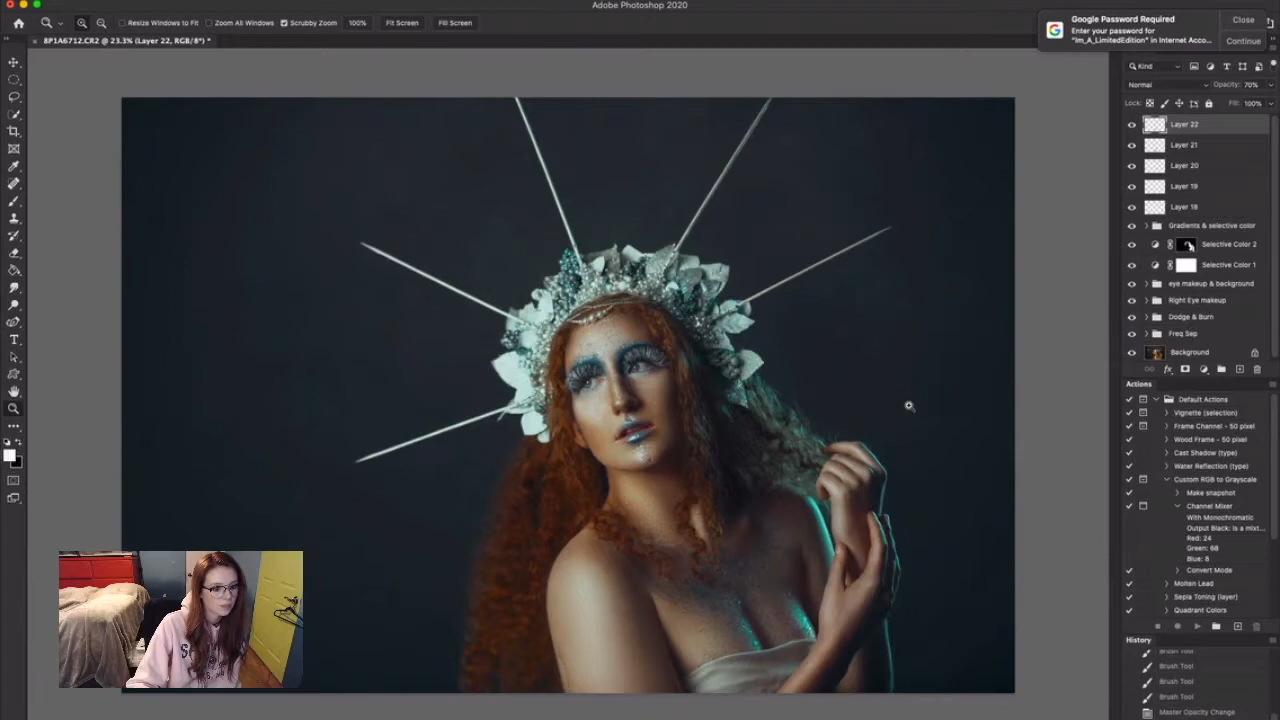 Adobe Photoshop 2020
Resize Windows to Fit
Zoom All Windows
Scrubby Zoom
100%
Fit Screen
Fill Screen
Google Password Required
Enter your password for
"Im_A_LimitedEdition" in Internet Acco...
Close
Continue
8P1A6712.CR2 @ 23.3% (Layer 22, RGB/8*) *
Kind
Normal
Opacity: 70%
Lock:
Fill: 100%
Layer 22
Layer 21
Layer 20
Layer 19
Layer 18
Gradients & selective color
Selective Color 2
Selective Color 1
eye makeup & background
Right Eye makeup
Dodge & Burn
Freq Sep
Background
fx
Actions
Default Actions
Vignette (selection)
Frame Channel - 50 pixel
Wood Frame - 50 pixel
Cast Shadow (type)
Water Reflection (type)
Custom RGB to Grayscale
Make snapshot
Channel Mixer
With Monochromatic
Output Black: Is a mixt...
Red: 24
Green: 68
Blue: 8
Convert Mode
Molten Lead
Sepia Toning (layer)
Quadrant Colors
History
Brush Tool
Brush Tool
Brush Tool
Brush Tool
Master Opacity Change